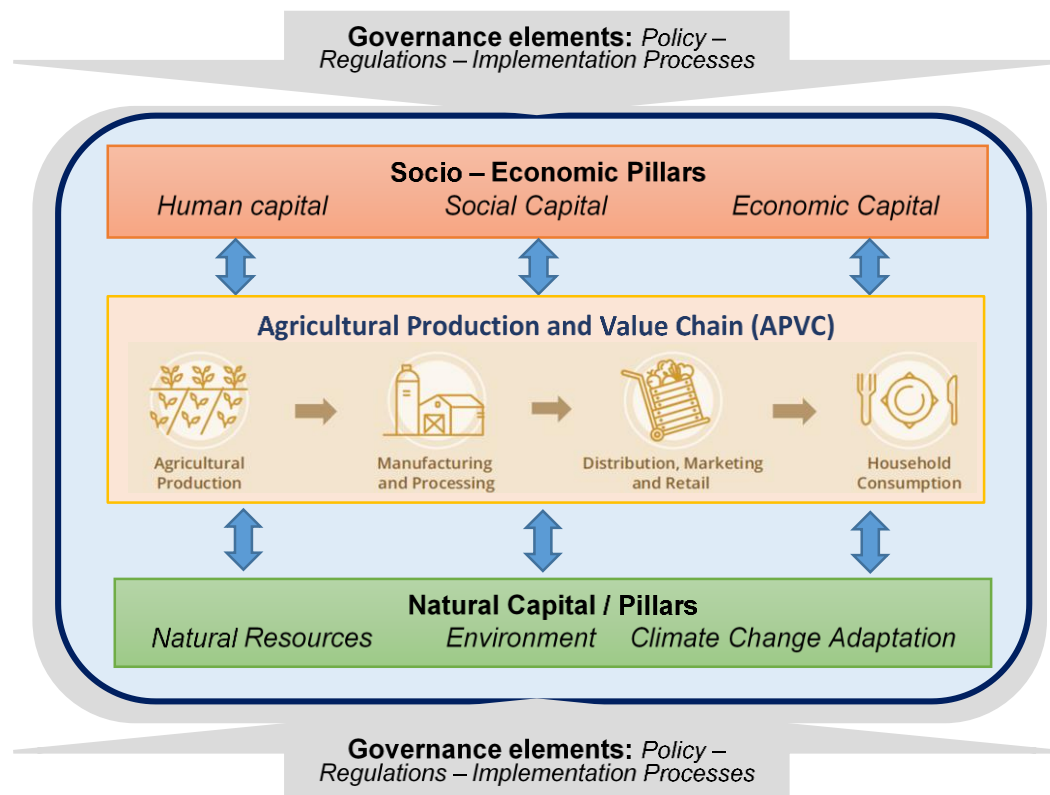 Governance elements: Policy –
Regulations – Implementation Processes
Socio – Economic Pillars
Human capital Social Capital Economic Capital
Agricultural Production and Value Chain (APVC)
Agricultural
Production
Manufacturing
and Processing
Distribution, Marketing
and Retail
Household
Consumption
Natural Capital / Pillars
Natural Resources Environment Climate Change Adaptation
Governance elements: Policy –
Regulations – Implementation Processes